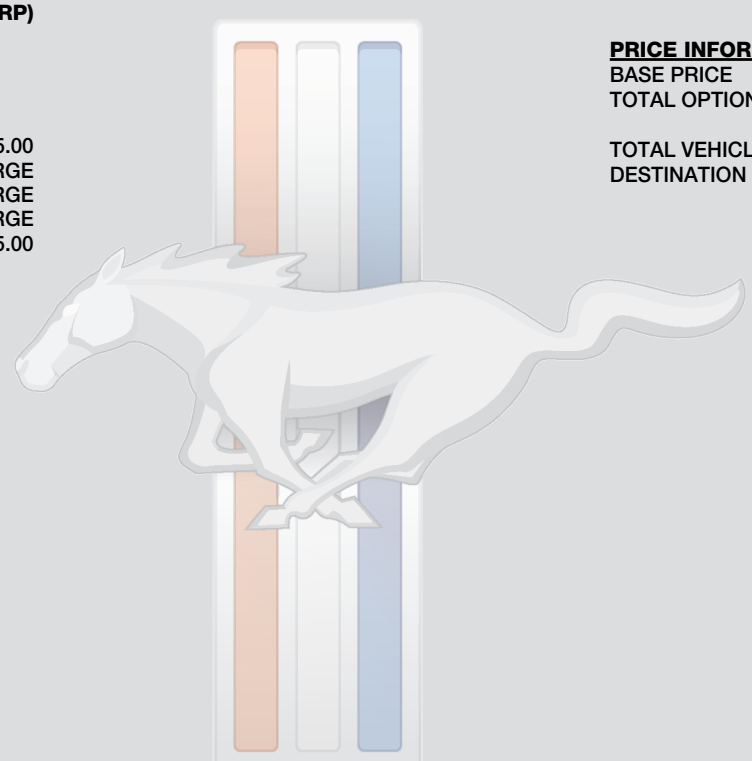 RP)
5.00
RGE
RGE
RGE
5.00
PRICE INFOR
BASE PRICE
TOTAL OPTION
TOTAL VEHICL
DESTINATION